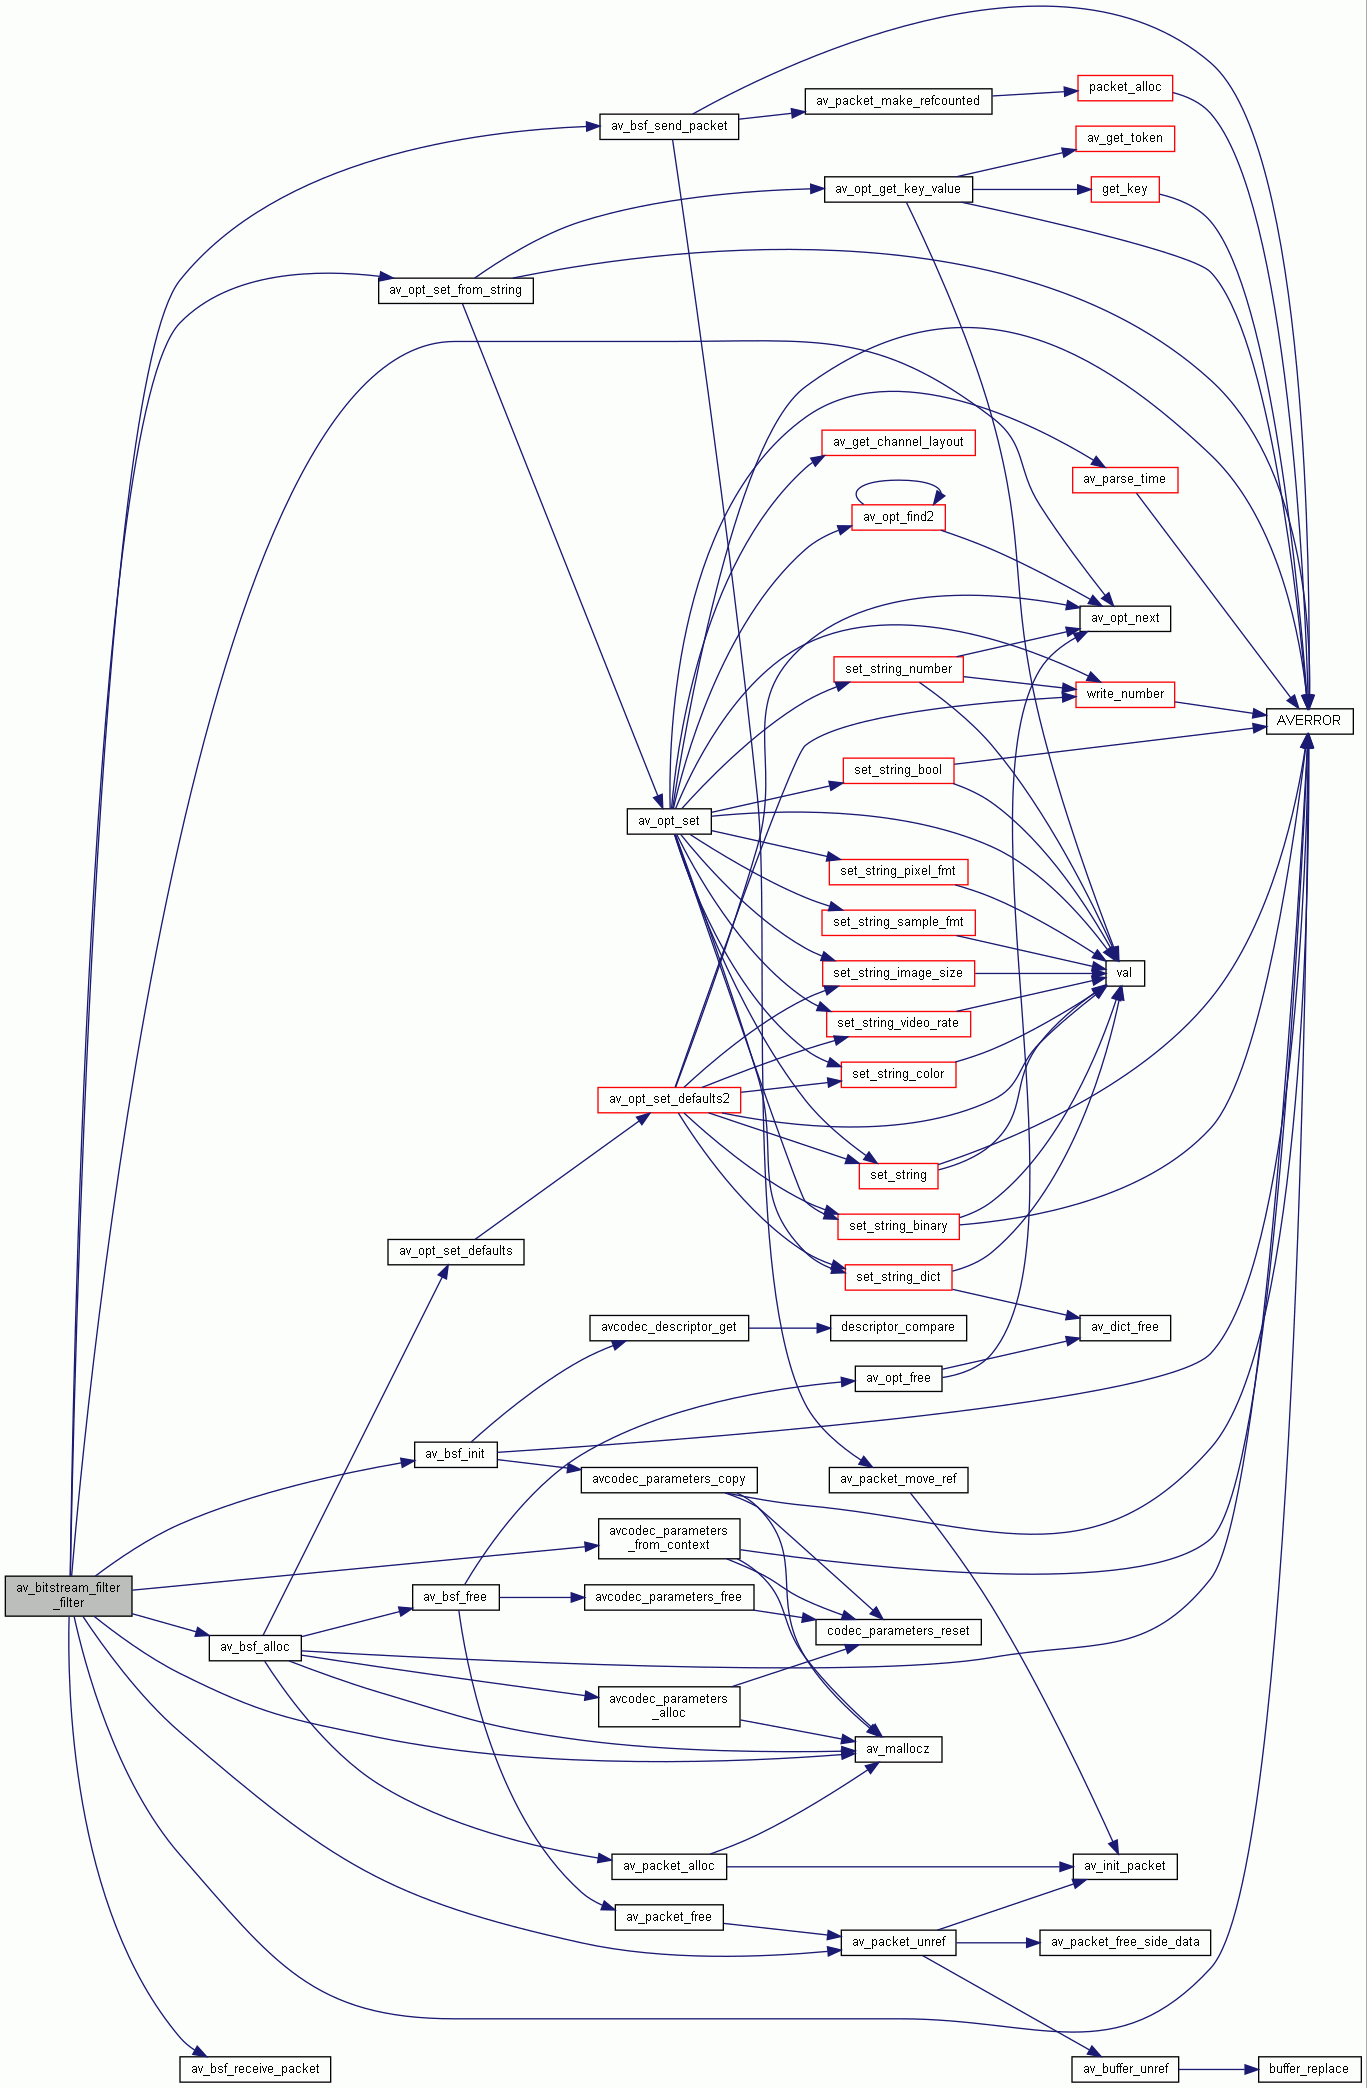 packet_alloc
av_packet_make_refcounted
av_bsf_send_packet
av_get_token
av_opt_get_key_value
get_key
av_opt_set_from_string
av_get_channel_layout
av_parse_time
av_opt_find2
av_opt_next
set_string_number
write_number
AVERROR
set_string_bool
av_opt_set
set_string_pixel_fmt
set_string_sample_fmt
set_string_image_size
val
set_string_video_rate
set_string_color
av_opt_set_defaults2
set_string
set_string_binary
av_opt_set_defaults
set_string_dict
avcodec_descriptor_get
descriptor_compare
av_dict_free
av_opt_free
av_bsf_init
avcodec_parameters_copy
av_packet_move_ref
avcodec_parameters
_from_context
av_bitstream_filter
_filter
av_bsf_free
avcodec_parameters_free
codec_parameters_reset
av_bsf_alloc
avcodec_parameters
_alloc
av_mallocz
av_packet_alloc
av_init_packet
av_packet_free
av_packet_unref
av_packet_free_side_data
av_bsf_receive_packet
av_buffer_unref
buffer_replace